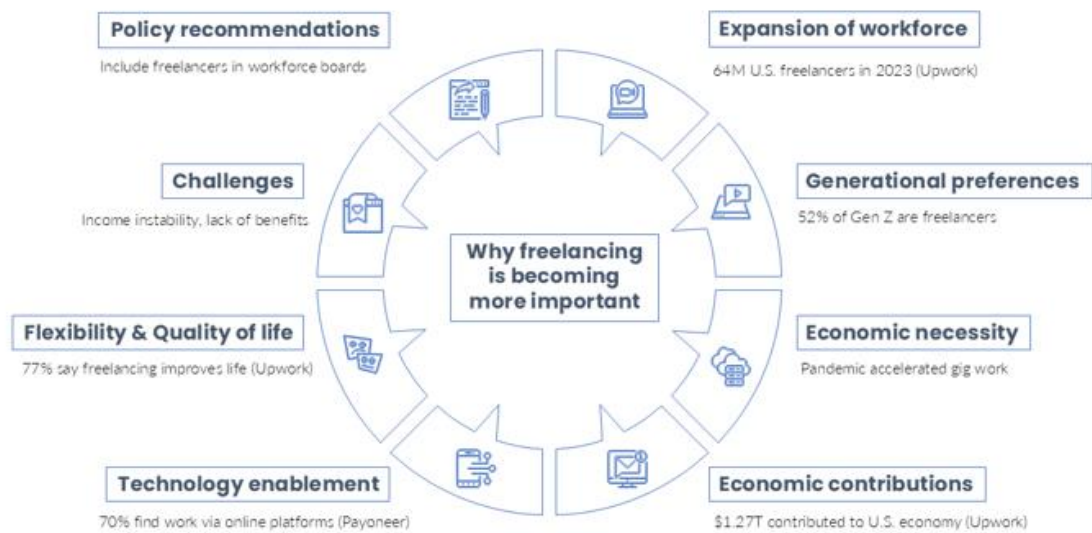 Policy recommendations
Include freelancers in workforce boards
Expansion of workforce
64M U.S. freelancers in 2023 (Upwork)
Challenges
Income instability, lack of benefits
Generational preferences
52% of Gen Z are freelancers
Why freelancing
is becoming
more important
Flexibility & Quality of life
77% say freelancing improves life (Upwork)
Economic necessity
Pandemic accelerated gig work
Technology enablement
70% find work via online platforms (Payoneer)
Economic contributions
$1.27T contributed to U.S. economy (Upwork)